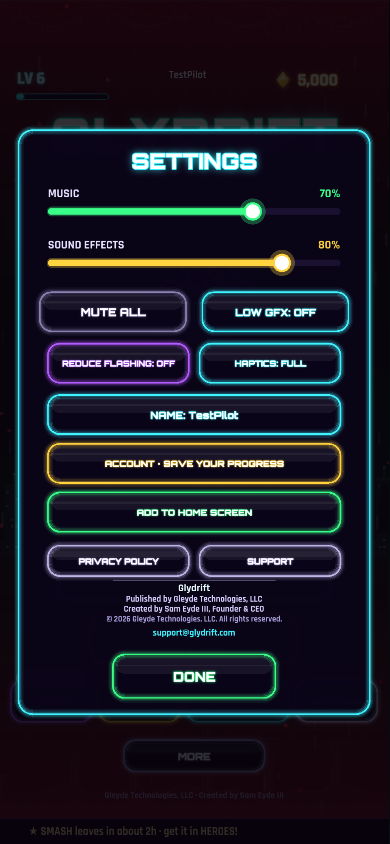 LV 6
TestPilot
5,000
GLYDRIFT
SETTINGS
MUSIC
70%
SOUND EFFECTS
80%
MUTE ALL
LOW GFX: OFF
REDUCE FLASHING: OFF
HAPTICS: FULL
NAME: TestPilot
ACCOUNT · SAVE YOUR PROGRESS
ADD TO HOME SCREEN
PRIVACY POLICY
SUPPORT
Glydrift
Published by Gleyde Technologies, LLC
Created by Sam Eyde III, Founder & CEO
© 2026 Gleyde Technologies, LLC. All rights reserved.
support@glydrift.com
DONE
MORE
Gleyde Technologies, LLC · Created by Sam Eyde III
★ SMASH leaves in about 2h · get it in HEROES!